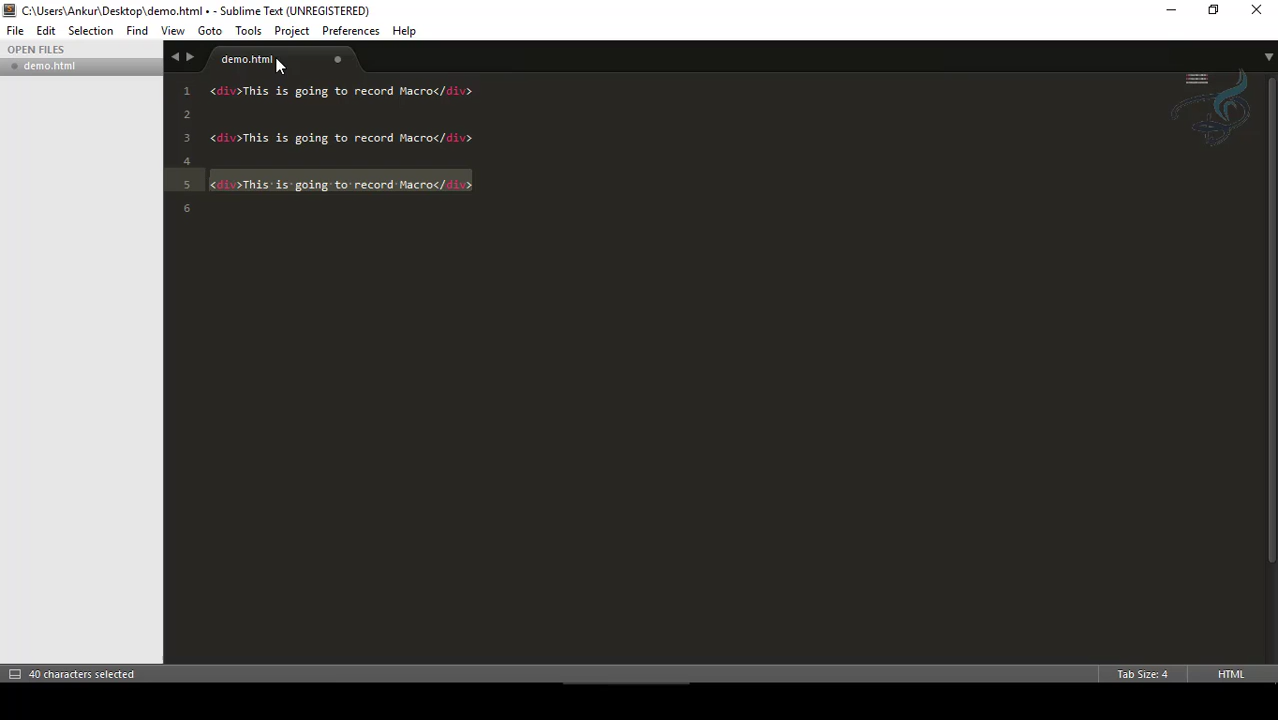 C:\Users\Ankur\Desktop\demo.html • - Sublime Text (UNREGISTERED)
File Edit Selection Find View Goto Tools Project Preferences Help
OPEN FILES
demo.html
demo.html
1 <div>This is going to record Macro</div>
2
3 <div>This is going to record Macro</div>
4
5 <div>This is going to record Macro</div>
6
40 characters selected
Tab Size: 4
HTML